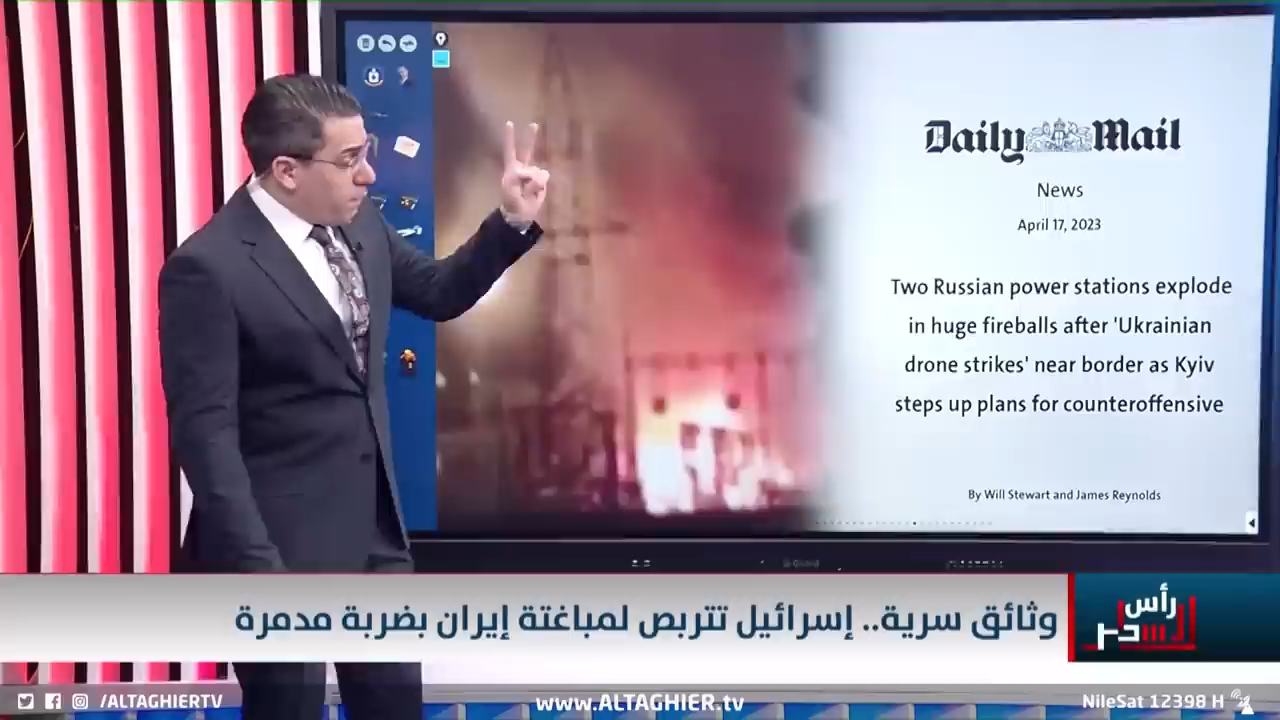 Daily Mail
News
April 17, 2023
Two Russian power stations explode
in huge fireballs after 'Ukrainian
drone strikes' near border as Kyiv
steps up plans for counteroffensive
By Will Stewart and James Reynolds
وثائق سرية.. إسرائيل تتربص لمباغتة إيران بضربة مدمرة
رأس
السطر
/ALTAGHIERTV
www.ALTAGHIER.tv
NileSat 12398 H